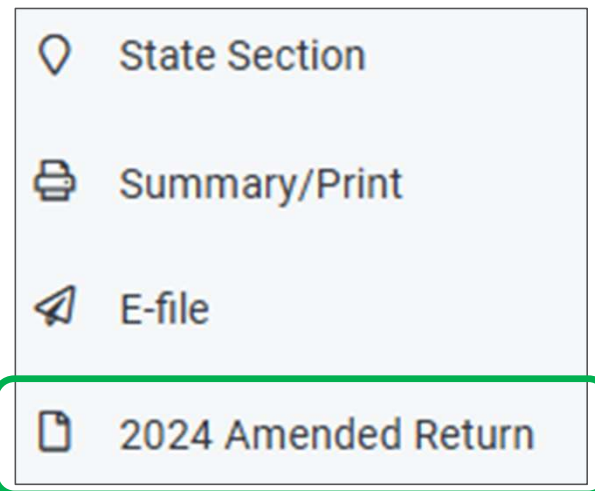 State Section
Summary/Print
E-file
2024 Amended Return